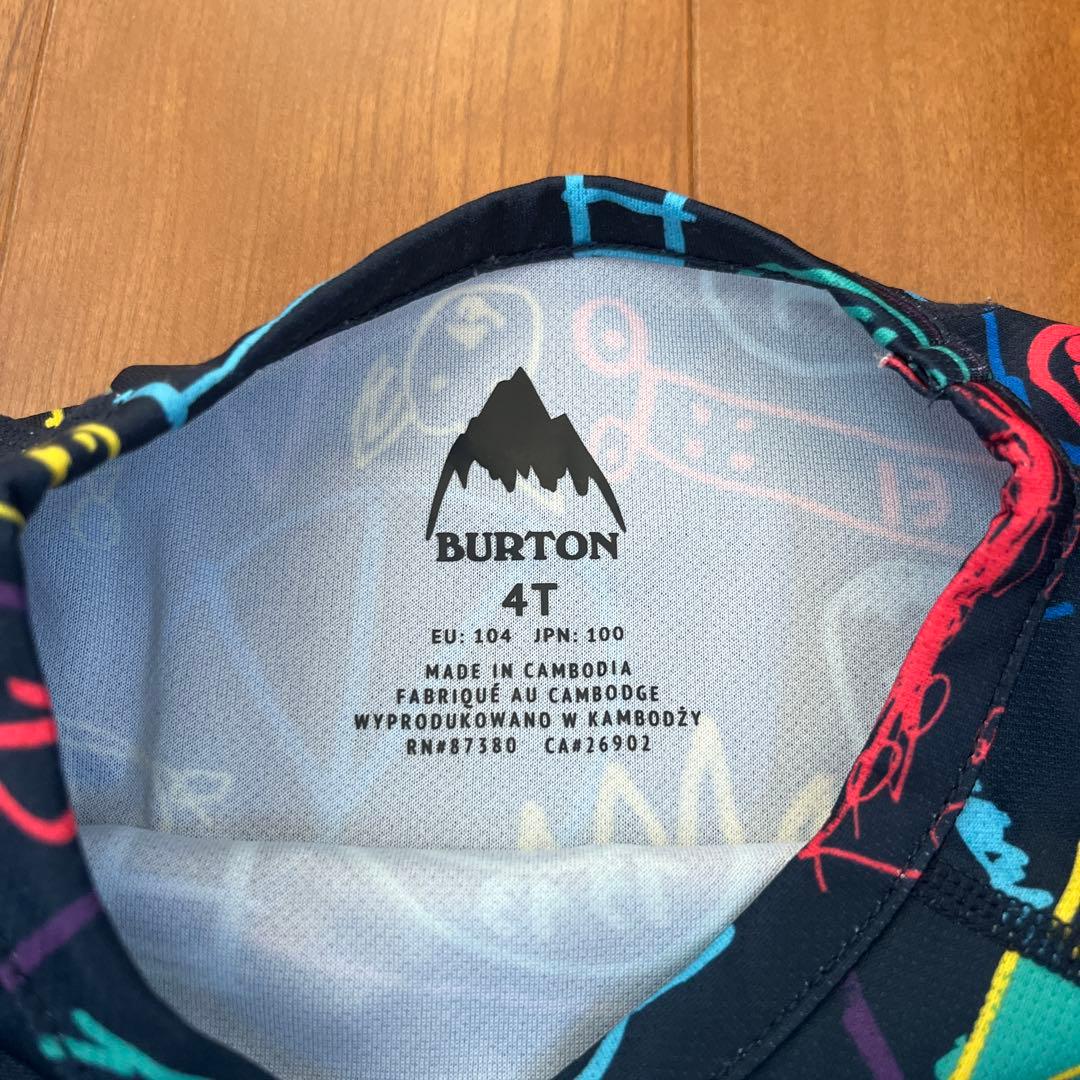 BURTON
4T
EU: 104 JPN: 100
MADE IN CAMBODIA
FABRIQUÉ AU CAMBODGE
WYPRODUKOWANO W KAMBODŻY
RN#87380 CA#26902